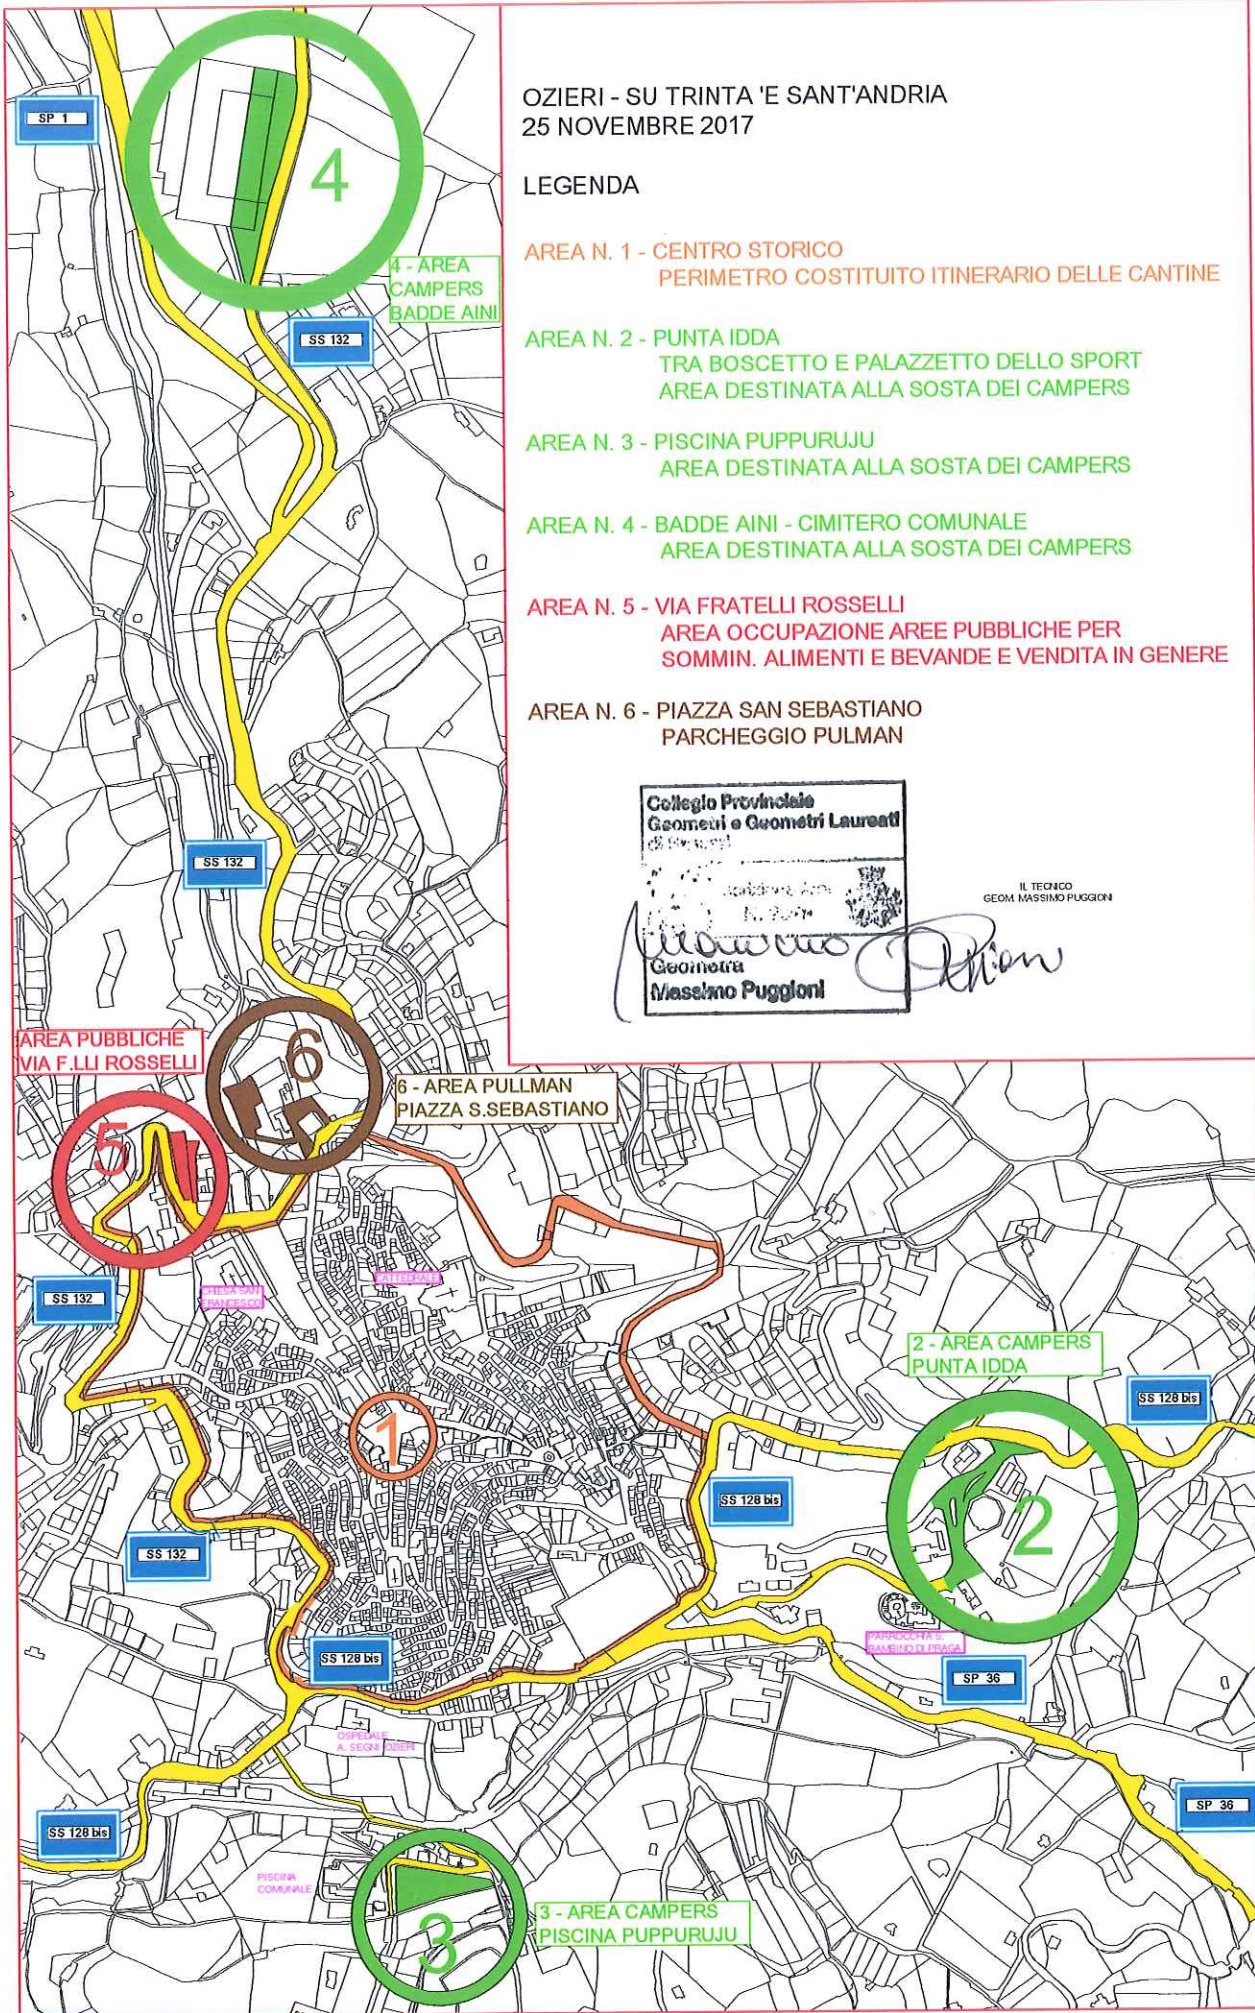 OZIERI - SU TRINTA 'E SANT'ANDRIA
25 NOVEMBRE 2017
LEGENDA
AREA N. 1 - CENTRO STORICO
PERIMETRO COSTITUITO ITINERARIO DELLE CANTINE
AREA N. 2 - PUNTA IDDA
TRA BOSCETTO E PALAZZETTO DELLO SPORT
AREA DESTINATA ALLA SOSTA DEI CAMPERS
AREA N. 3 - PISCINA PUPPURUJU
AREA DESTINATA ALLA SOSTA DEI CAMPERS
AREA N. 4 - BADDE AINI - CIMITERO COMUNALE
AREA DESTINATA ALLA SOSTA DEI CAMPERS
AREA N. 5 - VIA FRATELLI ROSSELLI
AREA OCCUPAZIONE AREE PUBBLICHE PER
SOMMIN. ALIMENTI E BEVANDE E VENDITA IN GENERE
AREA N. 6 - PIAZZA SAN SEBASTIANO
PARCHEGGIO PULMAN
Collegio Provinciale
Geometri e Geometri Laureati
Geometra
Massimo Puggioni
IL TECNICO
GEOM. MASSIMO PUGGIONI
SP 1
4
4 - AREA
CAMPERS
BADDE AINI
SS 132
SS 132
AREA PUBBLICHE
VIA F.LLI ROSSELLI
6
6 - AREA PULLMAN
PIAZZA S.SEBASTIANO
5
SS 132
CHIESA SAN
FRANCESCO
CATTEDRALE
1
2 - AREA CAMPERS
PUNTA IDDA
SS 128 bis
SS 128 bis
2
SS 132
SS 128 bis
PARROCCHIA S.
BAMBINO DI PRAGA
SP 36
OSPEDALE
A. SEGNI OZIERI
SS 128 bis
SP 36
PISCINA
COMUNALE
3
3 - AREA CAMPERS
PISCINA PUPPURUJU